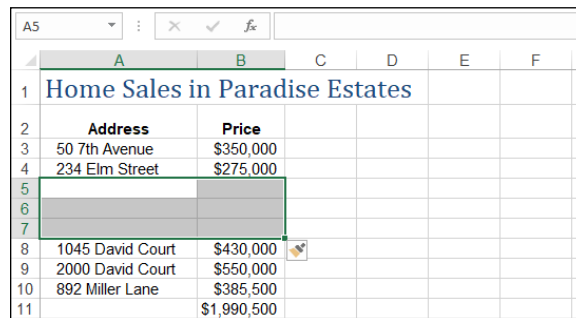 A5 fx
A B C D E F
1 Home Sales in Paradise Estates
2 Address Price
3 50 7th Avenue $350,000
4 234 Elm Street $275,000
5
6
7
8 1045 David Court $430,000
9 2000 David Court $550,000
10 892 Miller Lane $385,500
11 $1,990,500